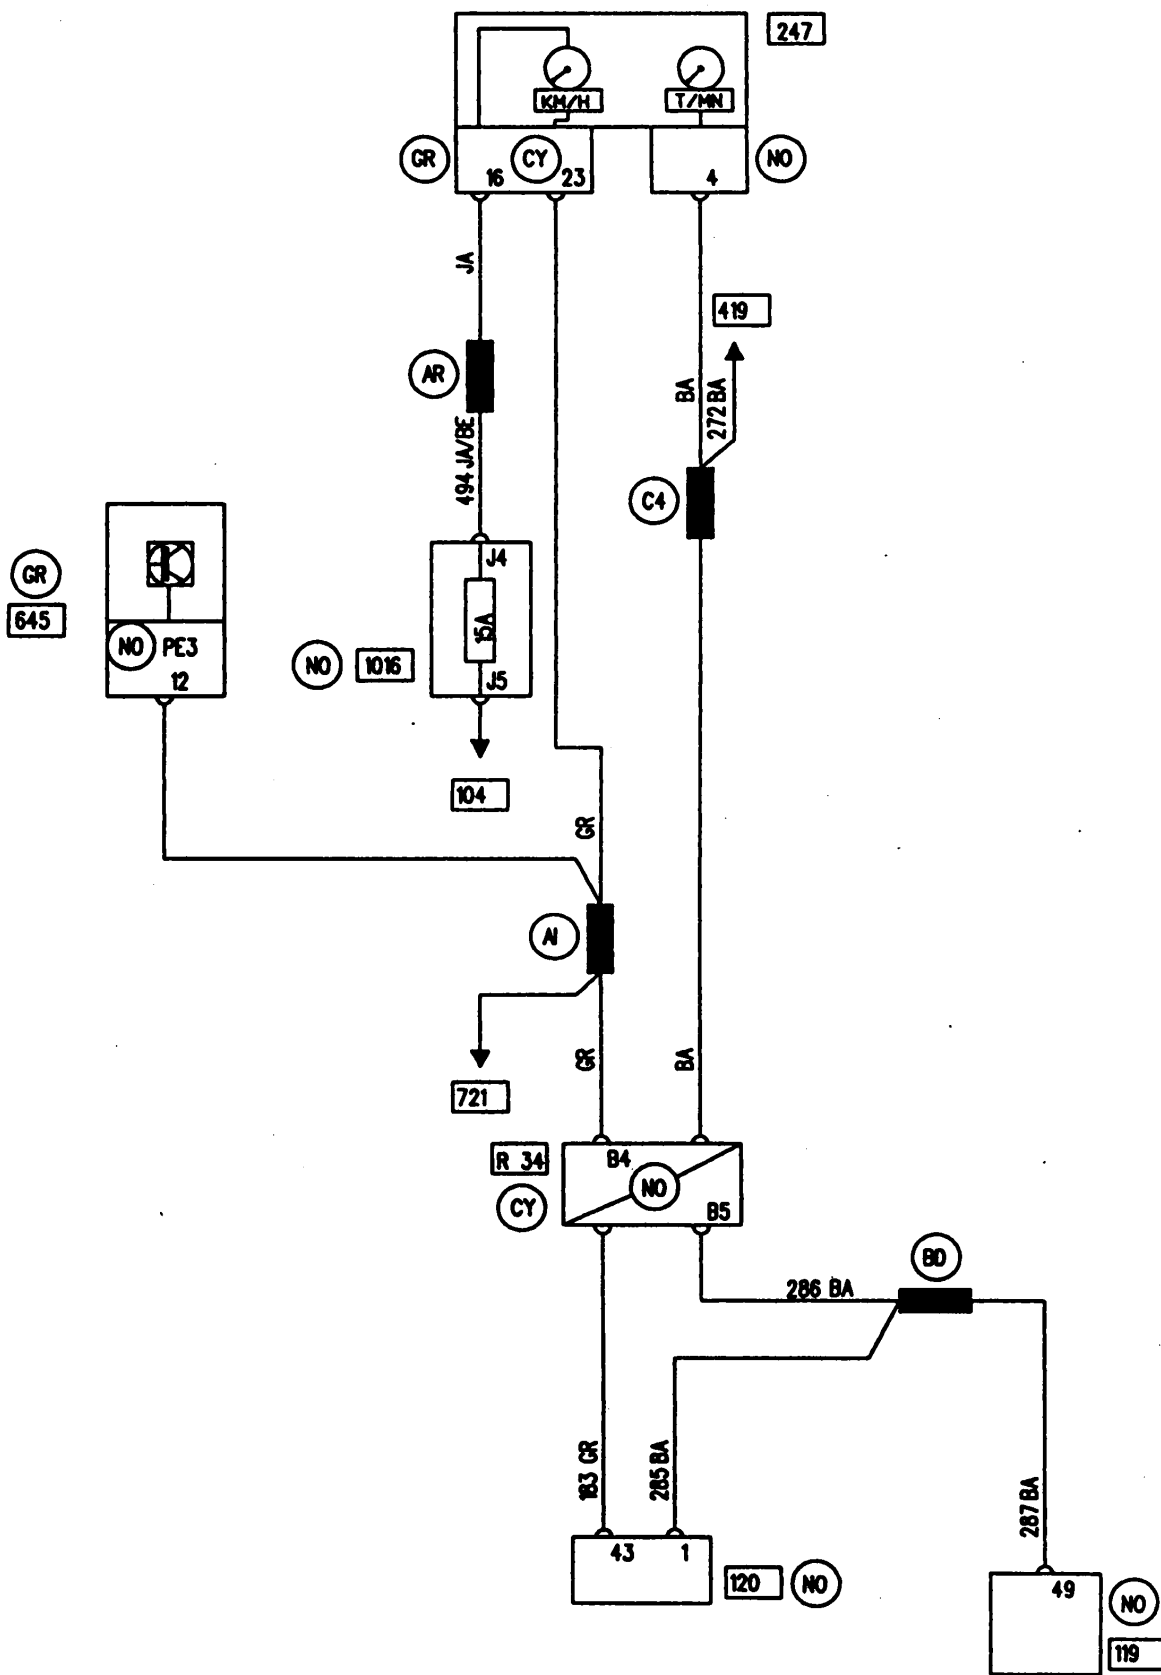 247
KM/H
T/MN
GR
CY
NO
16
23
4
JA
419
AR
BA
272 BA
494 JA/BE
C4
J4
GR
645
15A
NO
PE3
12
NO
1016
J5
104
GR
AI
GR
BA
721
R 34
B4
NO
CY
B5
BD
286 BA
183 GR
285 BA
287 BA
43
1
120
NO
49
NO
119